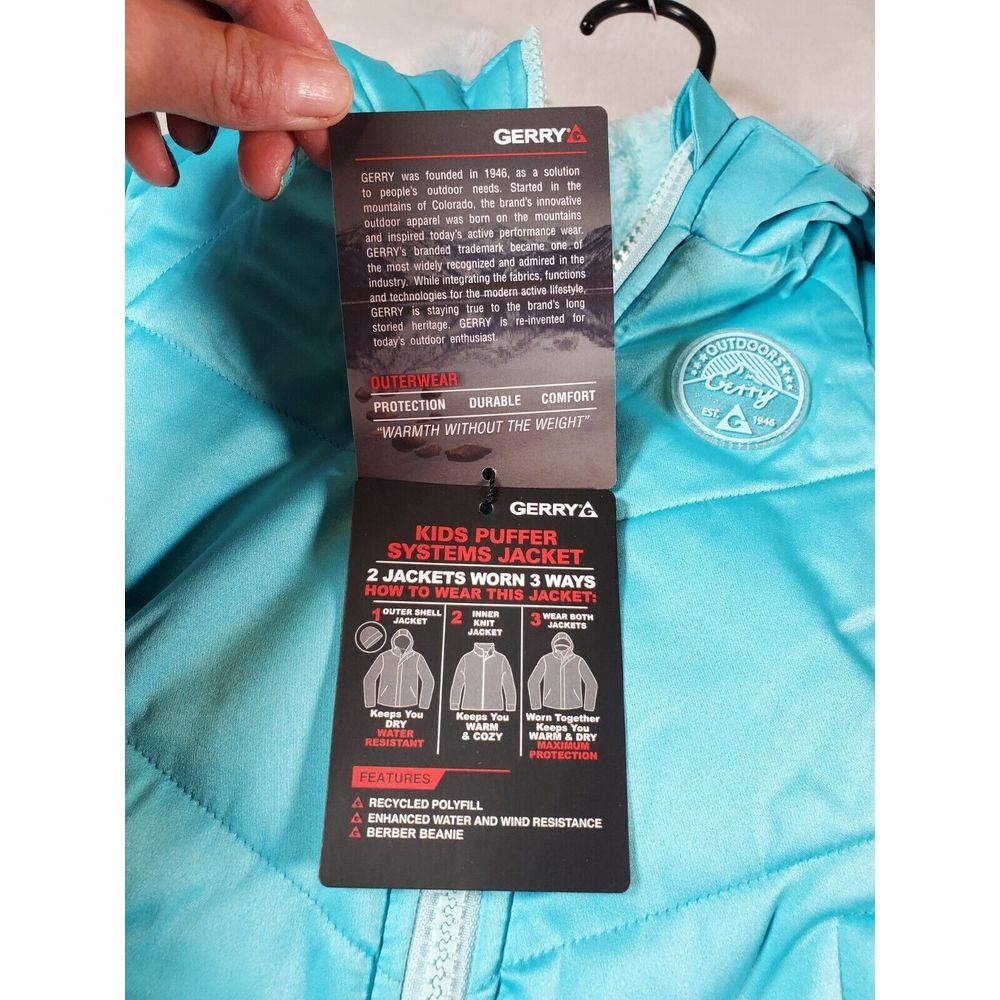 GERRY
GERRY was founded in 1946, as a solution
to people's outdoor needs. Started in the
mountains of Colorado, the brand's innovative
outdoor apparel was born on the mountains
and inspired today's active performance wear.
GERRY's branded trademark became one of
the most widely recognized and admired in the
industry. While integrating the fabrics, functions
and technologies for the modern active lifestyle,
GERRY is staying true to the brand's long
storied heritage. GERRY is re-invented for
today's outdoor enthusiast.
OUTERWEAR
PROTECTION DURABLE COMFORT
"WARMTH WITHOUT THE WEIGHT"
OUTDOORS
Gerry
EST. G 1946
GERRY
KIDS PUFFER
SYSTEMS JACKET
2 JACKETS WORN 3 WAYS
HOW TO WEAR THIS JACKET:
1 OUTER SHELL
JACKET
Keeps You
DRY
WATER
RESISTANT
2 INNER
KNIT
JACKET
Keeps You
WARM
& COZY
3 WEAR BOTH
JACKETS
Worn Together
Keeps You
WARM & DRY
MAXIMUM
PROTECTION
FEATURES
RECYCLED POLYFILL
ENHANCED WATER AND WIND RESISTANCE
BERBER BEANIE